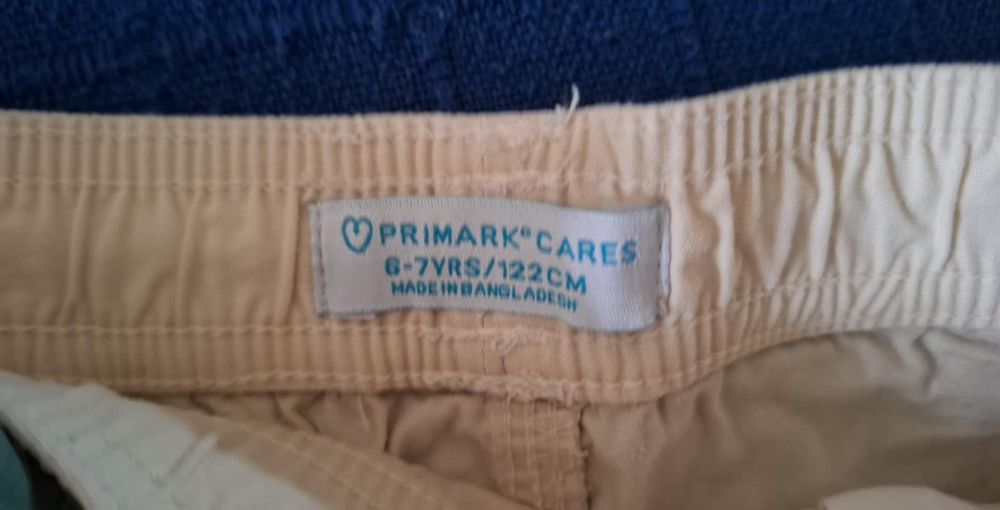 PRIMARK® CARES
6-7YRS/122CM
MADE IN BANGLADESH